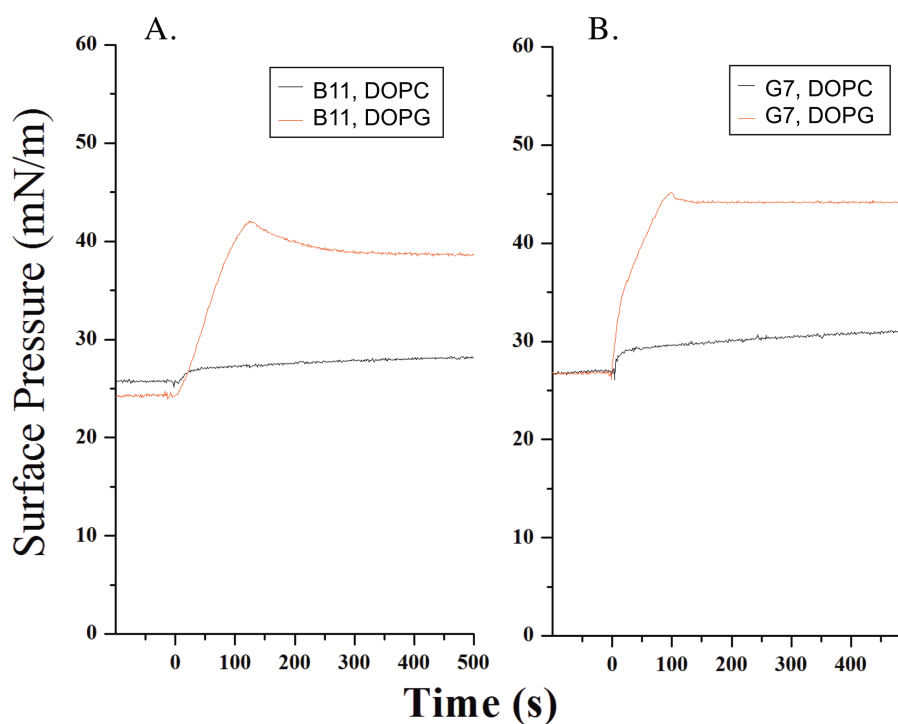 A.
B11, DOPC
B11, DOPG
60
50
40
30
20
10
0
0 100 200 300 400 500
B.
G7, DOPC
G7, DOPG
60
50
40
30
20
10
0
0 100 200 300 400
Surface Pressure (mN/m)
Time (s)